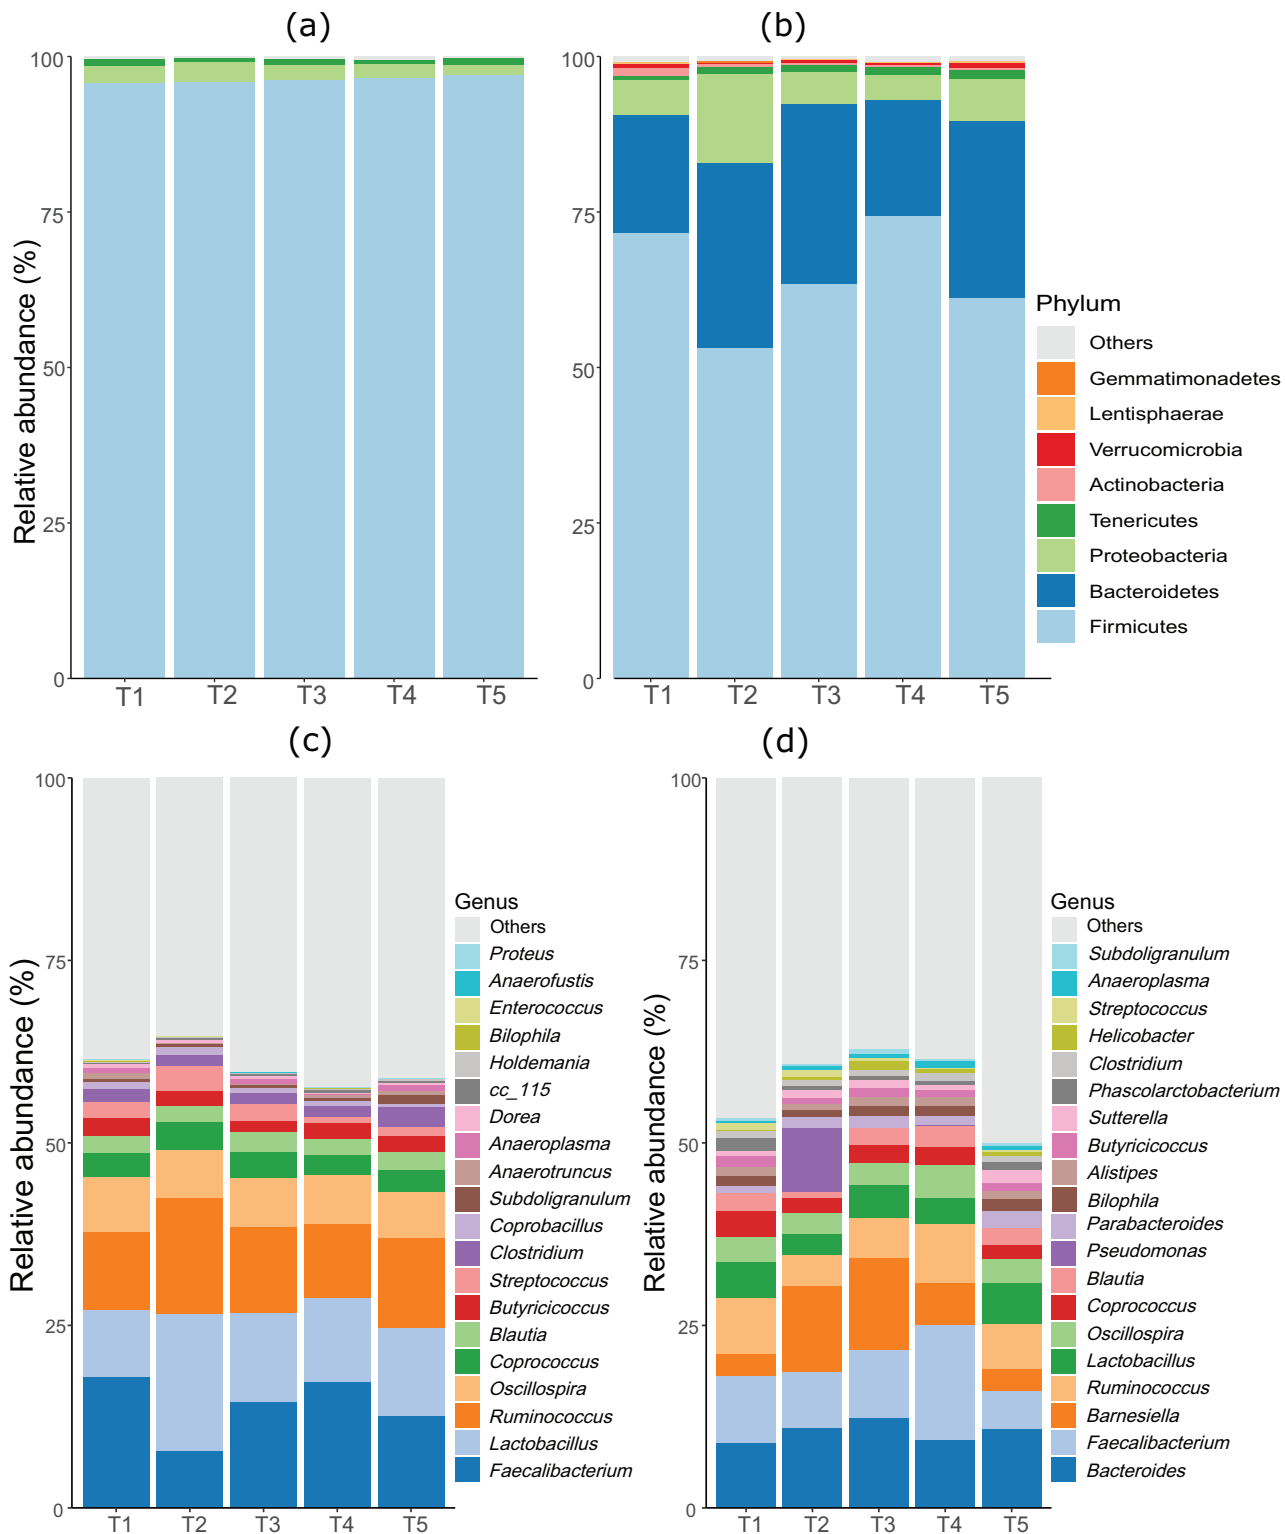 (a)
(b)
Relative abundance (%)
100
75
50
25
0
T1 T2 T3 T4 T5
100
75
50
25
0
T1 T2 T3 T4 T5
Phylum
Others
Gemmatimonadetes
Lentisphaerae
Verrucomicrobia
Actinobacteria
Tenericutes
Proteobacteria
Bacteroidetes
Firmicutes
(c)
(d)
Relative abundance (%)
100
75
50
25
0
T1 T2 T3 T4 T5
Genus
Others
Proteus
Anaerofustis
Enterococcus
Bilophila
Holdemania
cc_115
Dorea
Anaeroplasma
Anaerotruncus
Subdoligranulum
Coprobacillus
Clostridium
Streptococcus
Butyricicoccus
Blautia
Coprococcus
Oscillospira
Ruminococcus
Lactobacillus
Faecalibacterium
Relative abundance (%)
100
75
50
25
0
T1 T2 T3 T4 T5
Genus
Others
Subdoligranulum
Anaeroplasma
Streptococcus
Helicobacter
Clostridium
Phascolarctobacterium
Sutterella
Butyricicoccus
Alistipes
Bilophila
Parabacteroides
Pseudomonas
Blautia
Coprococcus
Oscillospira
Lactobacillus
Ruminococcus
Barnesiella
Faecalibacterium
Bacteroides